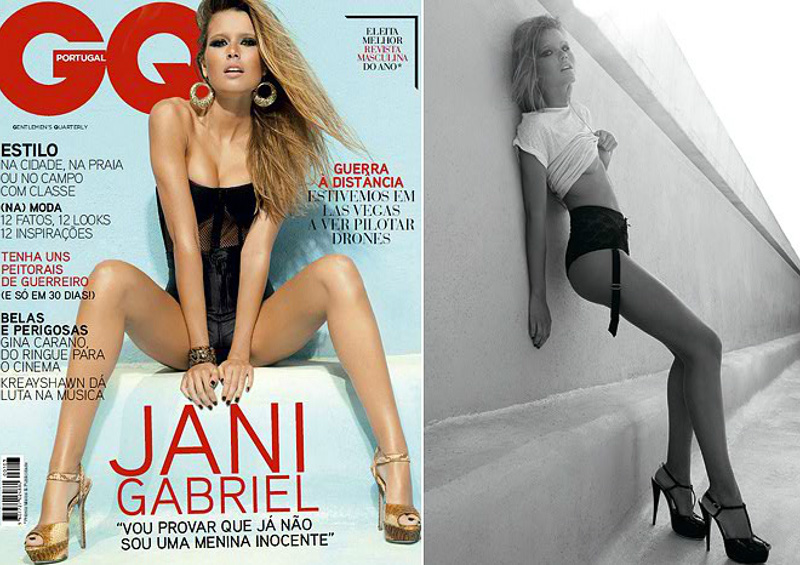 GQ
PORTUGAL
GENTLEMEN'S QUARTERLY
ELEITA
MELHOR
REVISTA
MASCULINA
DO ANO*
ESTILO
NA CIDADE, NA PRAIA
OU NO CAMPO
COM CLASSE
(NA) MODA
12 FATOS, 12 LOOKS
12 INSPIRAÇÕES
TENHA UNS
PEITORAIS
DE GUERREIRO
(E SÓ EM 30 DIAS!)
BELAS
E PERIGOSAS
GINA CARANO,
DO RINGUE PARA
O CINEMA
KREAYSHAWN DÁ
LUTA NA MÚSICA
GUERRA
À DISTÂNCIA
ESTIVEMOS EM
LAS VEGAS
A VER PILOTAR
DRONES
JANI
GABRIEL
"VOU PROVAR QUE JÁ NÃO
SOU UMA MENINA INOCENTE"